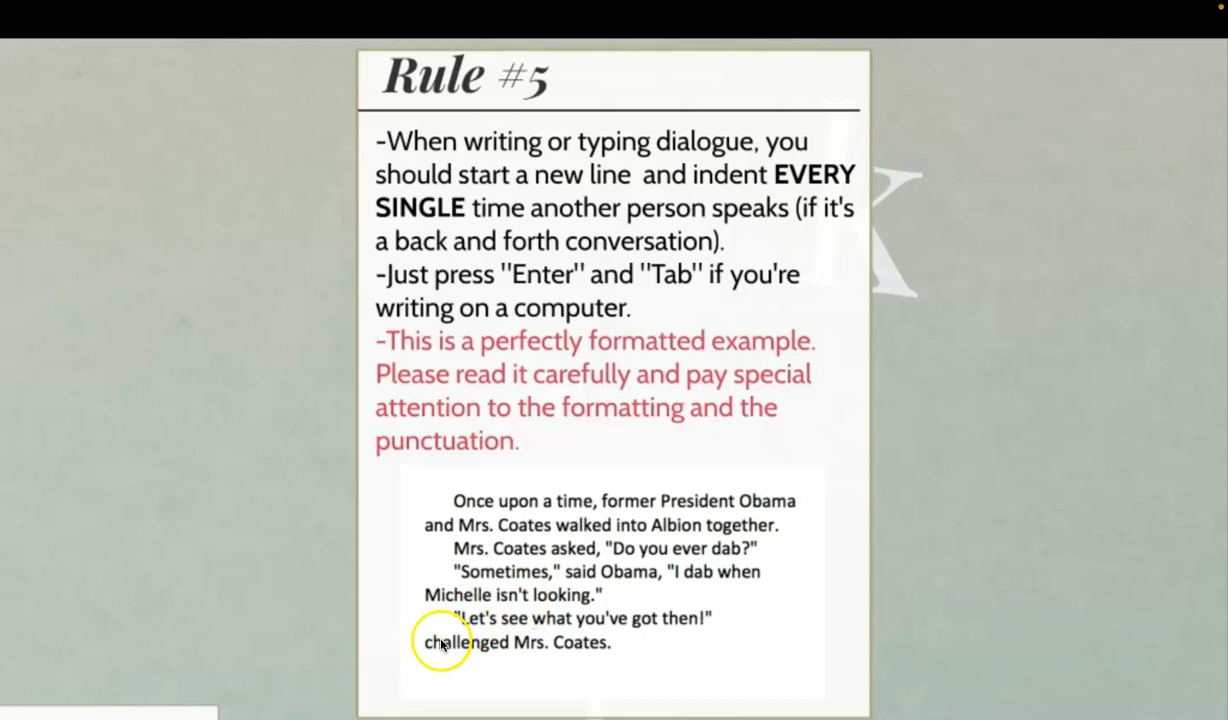 Rule #5
-When writing or typing dialogue, you
should start a new line and indent EVERY
SINGLE time another person speaks (if it's
a back and forth conversation).
-Just press "Enter" and "Tab" if you're
writing on a computer.
-This is a perfectly formatted example.
Please read it carefully and pay special
attention to the formatting and the
punctuation.
Once upon a time, former President Obama
and Mrs. Coates walked into Albion together.
Mrs. Coates asked, "Do you ever dab?"
"Sometimes," said Obama, "I dab when
Michelle isn't looking."
"Let's see what you've got then!"
challenged Mrs. Coates.